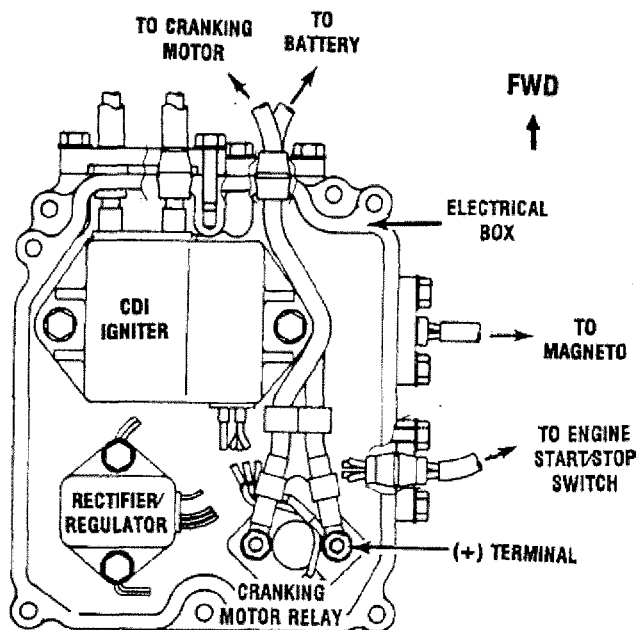 TO CRANKING
MOTOR
TO
BATTERY
FWD
ELECTRICAL
BOX
CDI
IGNITER
TO
MAGNETO
TO ENGINE
START/STOP
SWITCH
RECTIFIER/
REGULATOR
(+) TERMINAL
CRANKING
MOTOR RELAY